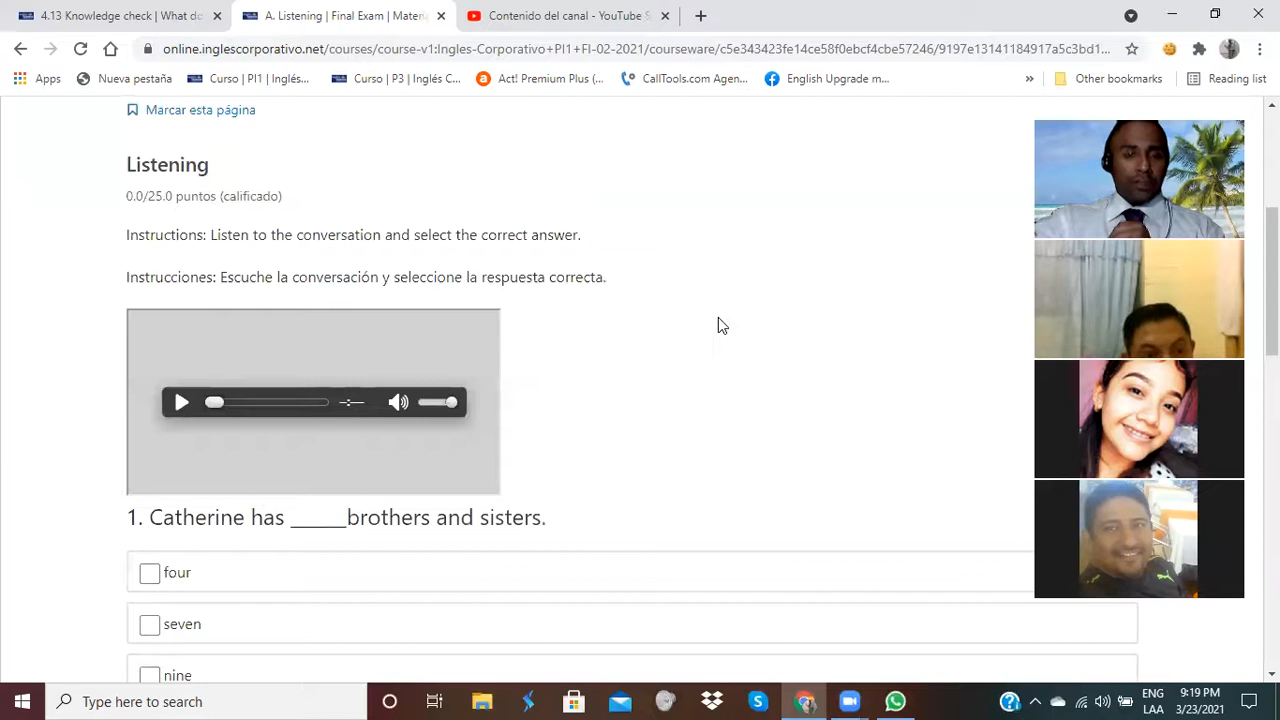 4.13 Knowledge check | What do
A. Listening | Final Exam | Materia
Contenido del canal - YouTube S
online.inglescorporativo.net/courses/course-v1:Ingles-Corporativo+PI1+FI-02-2021/courseware/c5e343423fe14ce58f0ebcf4cbe57246/9197e13141184917a5c3bd1...
Apps
Nueva pestaña
Curso | PI1 | Inglés...
Curso | P3 | Inglés C...
Act! Premium Plus (...
CallTools.com Agen...
English Upgrade m...
»
Other bookmarks
Reading list
Marcar esta página
Listening
0.0/25.0 puntos (calificado)
Instructions: Listen to the conversation and select the correct answer.
Instrucciones: Escuche la conversación y seleccione la respuesta correcta.
--:--
1. Catherine has _____brothers and sisters.
four
seven
nine
Type here to search
ENG
LAA
9:19 PM
3/23/2021